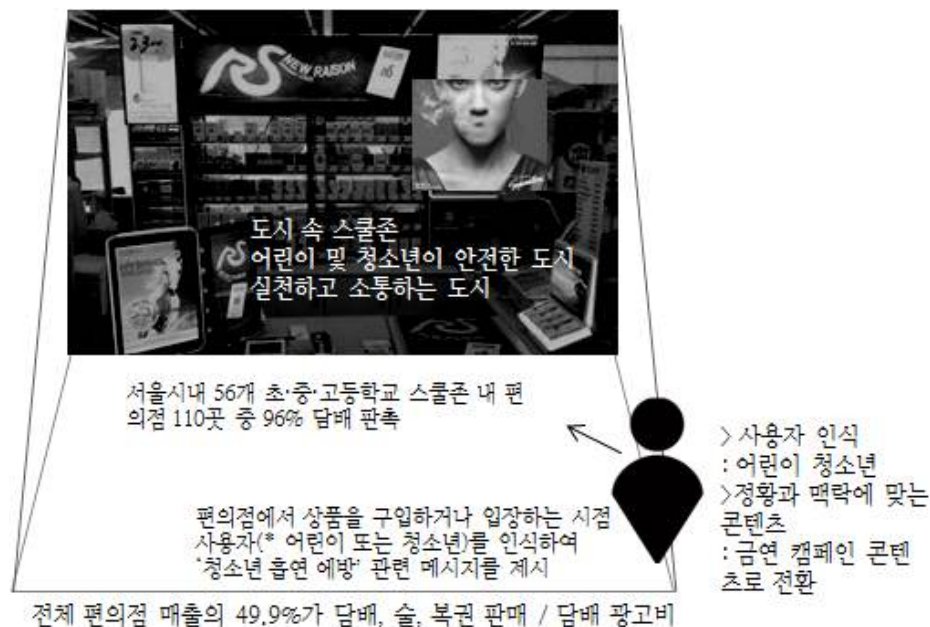 23
RS
NEW RAISON
도시 속 스쿨존
어린이 및 청소년이 안전한 도시
실천하고 소통하는 도시
서울시내 56개 초·중·고등학교 스쿨존 내 편
의점 110곳 중 96% 담배 판촉
> 사용자 인식
: 어린이 청소년
>정황과 맥락에 맞는
콘텐츠
: 금연 캠페인 콘텐
츠로 전환
편의점에서 상품을 구입하거나 입장하는 시점
사용자(* 어린이 또는 청소년)를 인식하여
'청소년 흡연 예방' 관련 메시지를 제시
전체 편의점 매출의 49.9%가 담배, 술, 복권 판매 / 담배 광고비